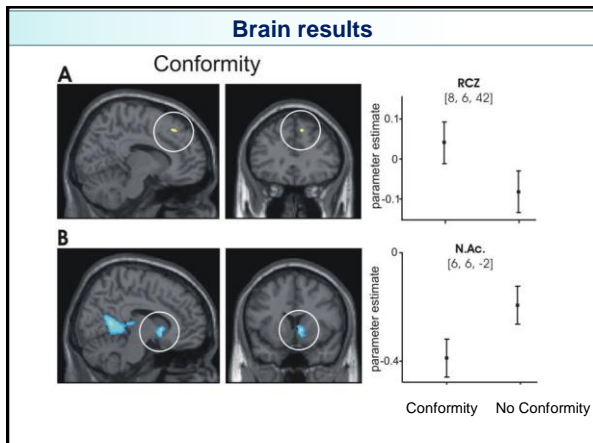 Brain results
A
Conformity
RCZ
[8, 6, 42]
parameter estimate
0.1
0
-0.1
B
N.Ac.
[6, 6, -2]
parameter estimate
0
-0.4
Conformity No Conformity